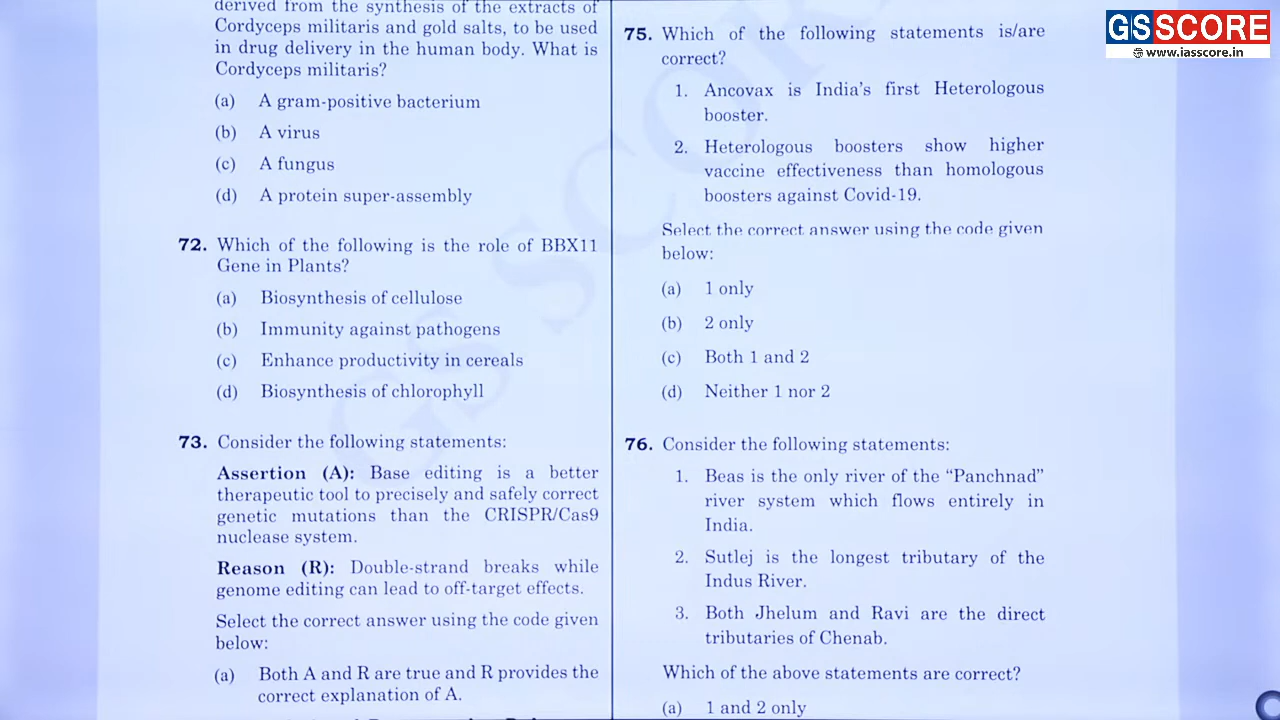 derived from the synthesis of the extracts of
Cordyceps militaris and gold salts, to be used
in drug delivery in the human body. What is
Cordyceps militaris?
(a) A gram-positive bacterium
(b) A virus
(c) A fungus
(d) A protein super-assembly
72. Which of the following is the role of BBX11
Gene in Plants?
(a) Biosynthesis of cellulose
(b) Immunity against pathogens
(c) Enhance productivity in cereals
(d) Biosynthesis of chlorophyll
73. Consider the following statements:
Assertion (A): Base editing is a better
therapeutic tool to precisely and safely correct
genetic mutations than the CRISPR/Cas9
nuclease system.
Reason (R): Double-strand breaks while
genome editing can lead to off-target effects.
Select the correct answer using the code given
below:
(a) Both A and R are true and R provides the
correct explanation of A.
75. Which of the following statements is/are
correct?
1. Ancovax is India's first Heterologous
booster.
2. Heterologous boosters show higher
vaccine effectiveness than homologous
boosters against Covid-19.
Select the correct answer using the code given
below:
(a) 1 only
(b) 2 only
(c) Both 1 and 2
(d) Neither 1 nor 2
76. Consider the following statements:
1. Beas is the only river of the “Panchnad”
river system which flows entirely in
India.
2. Sutlej is the longest tributary of the
Indus River.
3. Both Jhelum and Ravi are the direct
tributaries of Chenab.
Which of the above statements are correct?
(a) 1 and 2 only
GSSCORE
www.iasscore.in
GS SCORE